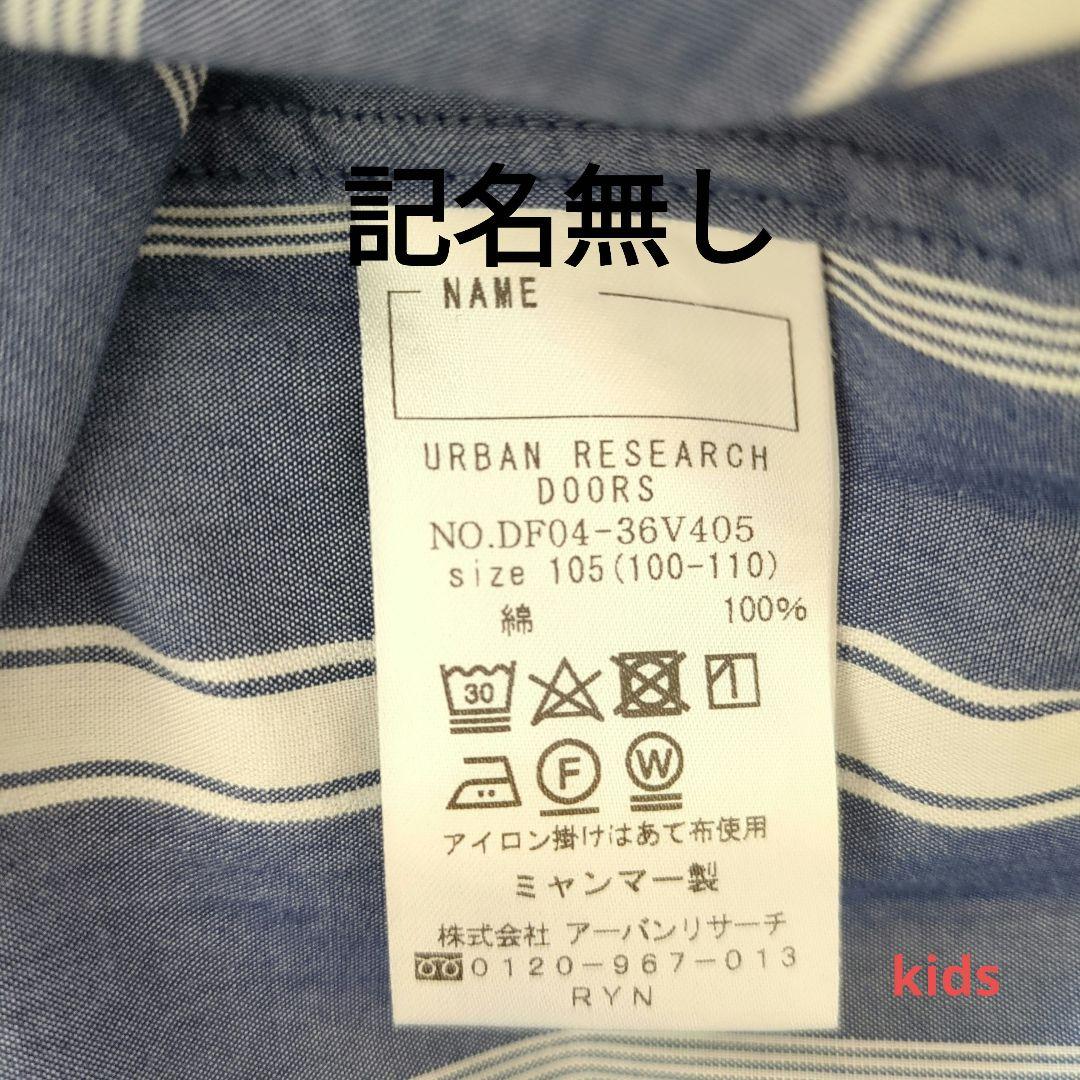 記名無し
NAME
URBAN RESEARCH
DOORS
NO.DF04-36V405
size 105(100-110)
綿 100%
30
F W
アイロン掛けはあて布使用
ミャンマー製
株式会社 アーバンリサーチ
0120-967-013
RYN
kids